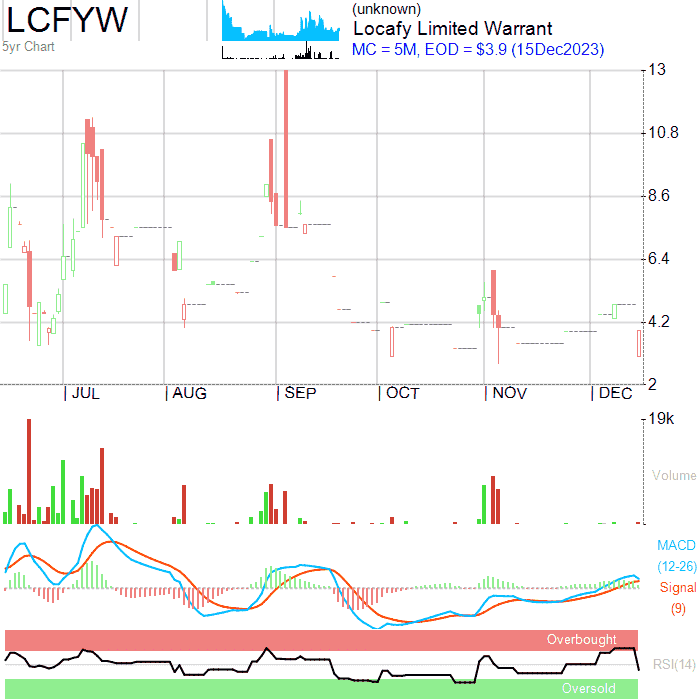 LCFYW
5yr Chart
(unknown)
Locafy Limited Warrant
MC = 5M, EOD = $3.9 (15Dec2023)
13
10.8
8.6
6.4
4.2
2
JUL AUG SEP OCT NOV DEC
19k
Volume
MACD
(12-26)
Signal
(9)
Overbought
RSI(14)
Oversold